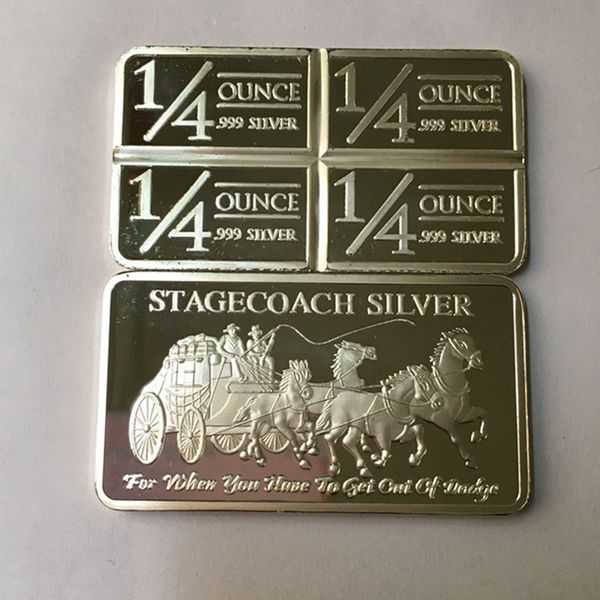 1/4 OUNCE
.999 SILVER
1/4 OUNCE
.999 SILVER
1/4 OUNCE
.999 SILVER
1/4 OUNCE
.999 SILVER
STAGECOACH SILVER
For When You Have To Get Out Of Dodge